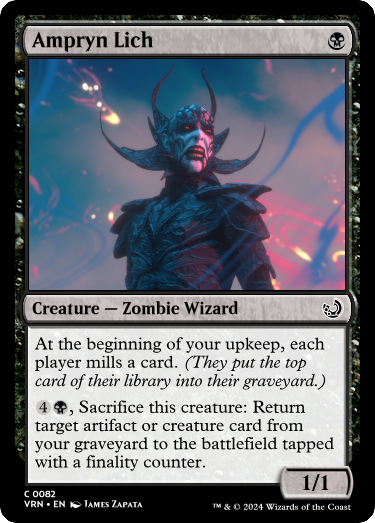 Ampryn Lich
Creature — Zombie Wizard
At the beginning of your upkeep, each
player mills a card. (They put the top
card of their library into their graveyard.)
4, Sacrifice this creature: Return
target artifact or creature card from
your graveyard to the battlefield tapped
with a finality counter.
1/1
C 0082
VRN • EN JAMES ZAPATA
™ & © 2024 Wizards of the Coast